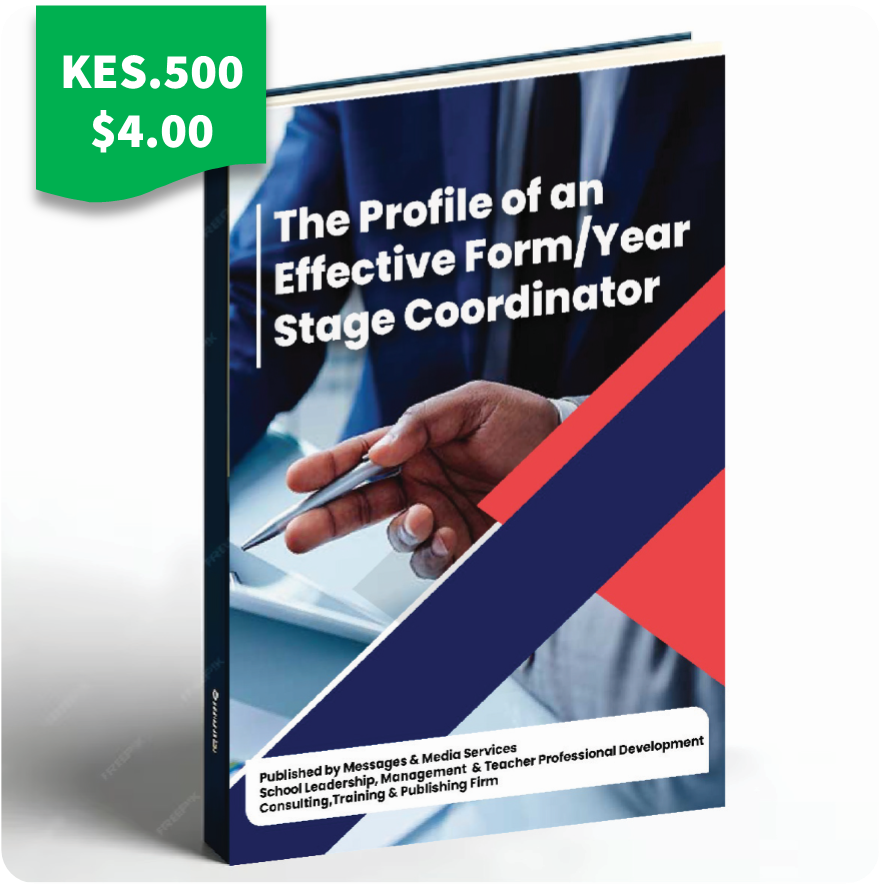 KES.500
$4.00
The Profile of an
Effective Form/Year
Stage Coordinator
Published by Messages & Media Services
School Leadership, Management & Teacher Professional Development
Consulting,Training & Publishing Firm